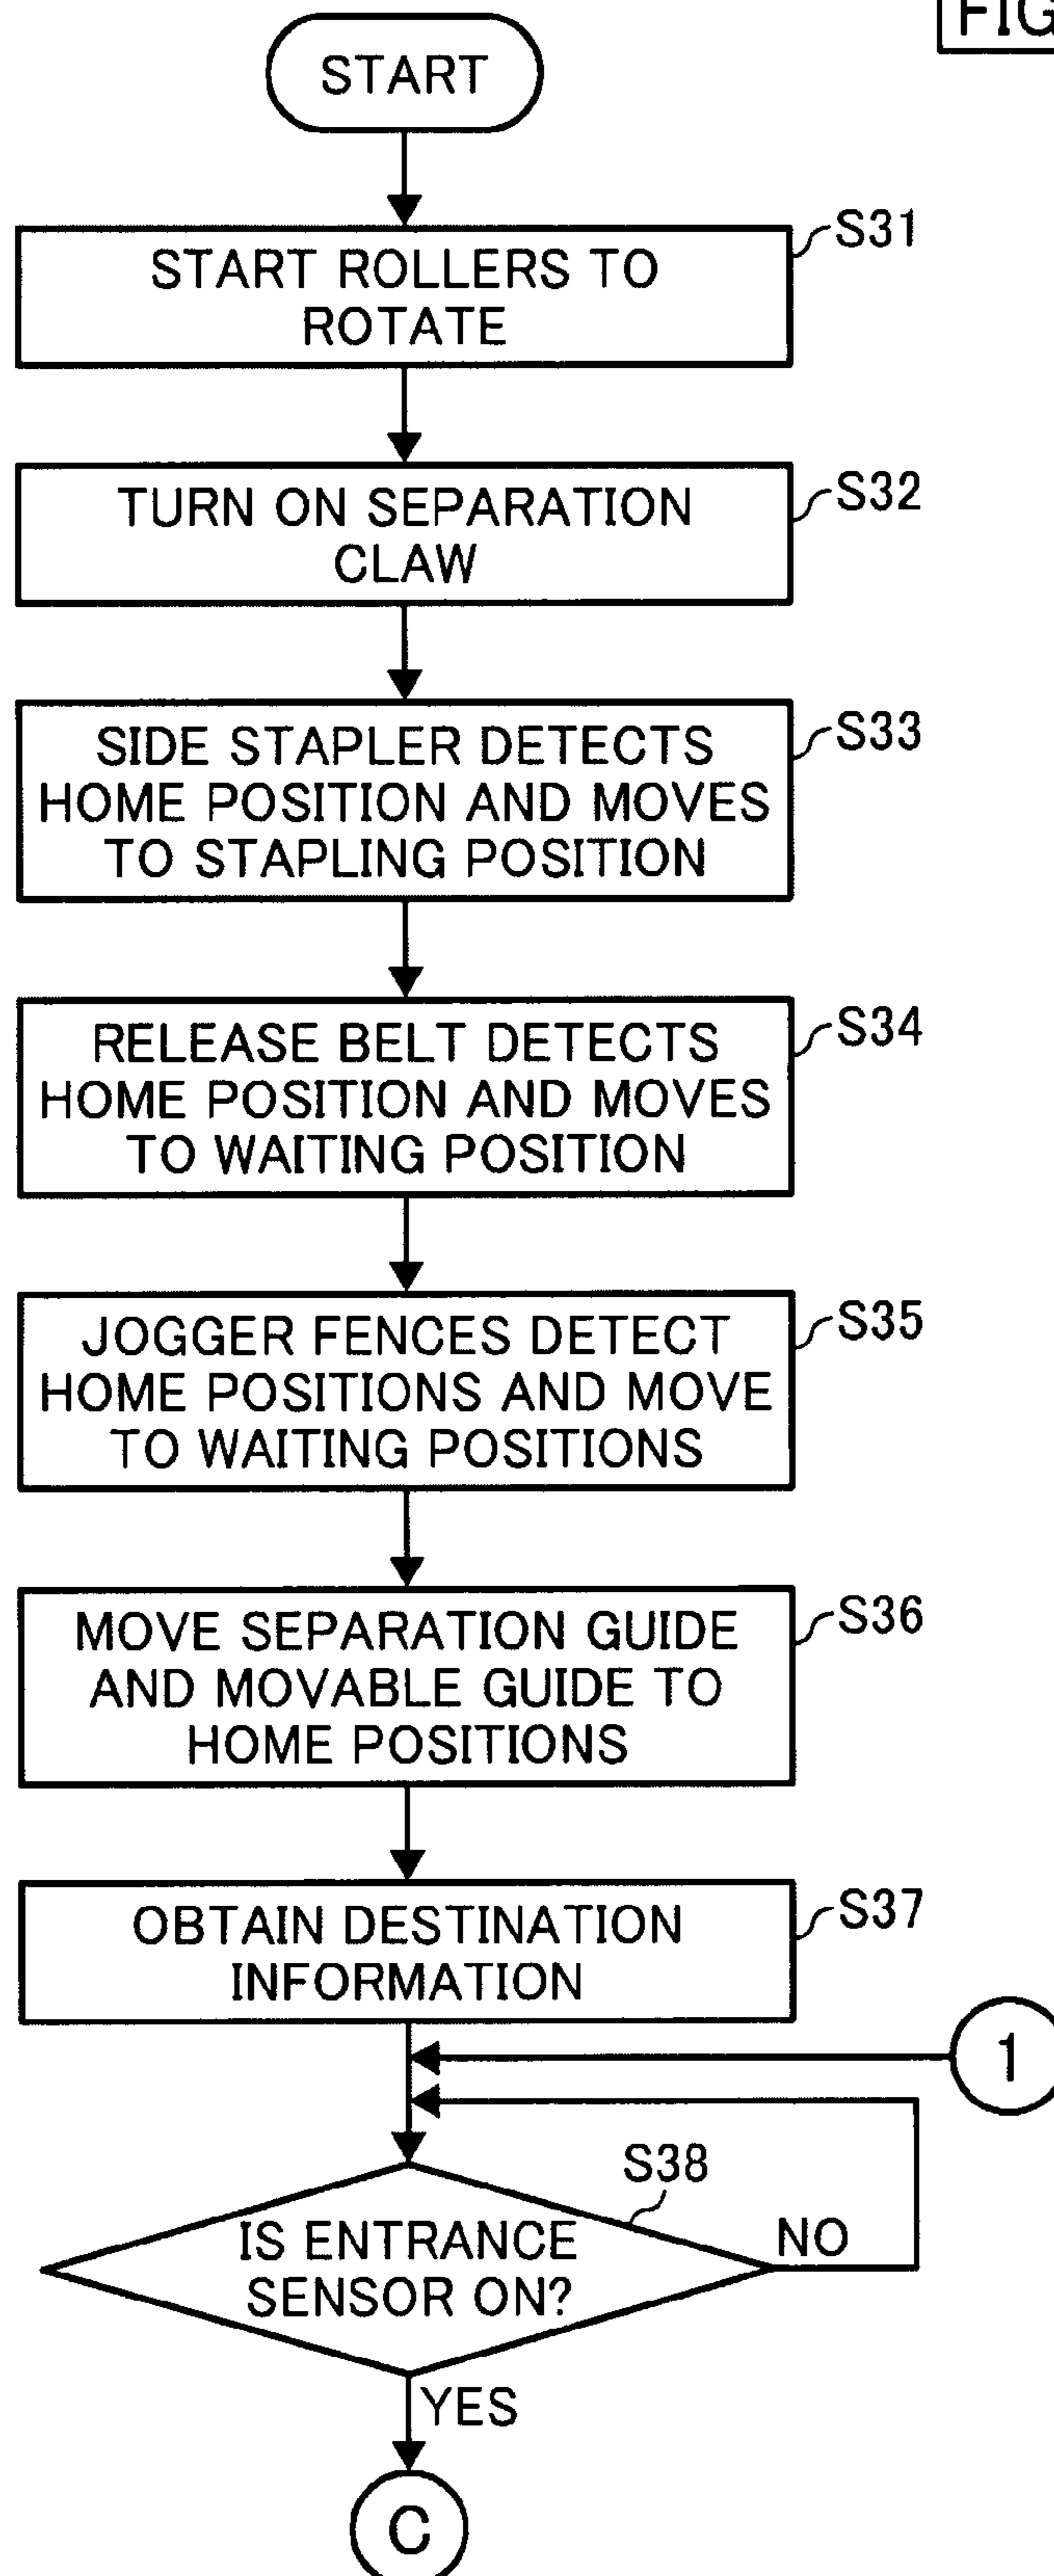 FIG
START
S31
START ROLLERS TO
ROTATE
S32
TURN ON SEPARATION
CLAW
S33
SIDE STAPLER DETECTS
HOME POSITION AND MOVES
TO STAPLING POSITION
S34
RELEASE BELT DETECTS
HOME POSITION AND MOVES
TO WAITING POSITION
S35
JOGGER FENCES DETECT
HOME POSITIONS AND MOVE
TO WAITING POSITIONS
S36
MOVE SEPARATION GUIDE
AND MOVABLE GUIDE TO
HOME POSITIONS
S37
OBTAIN DESTINATION
INFORMATION
1
S38
IS ENTRANCE
SENSOR ON?
NO
YES
C